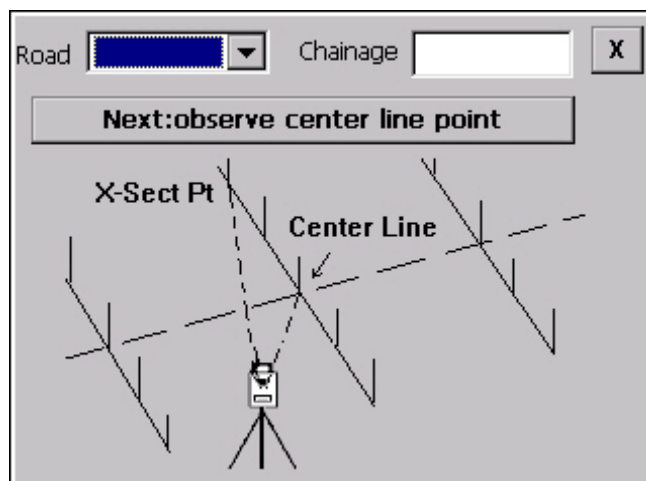 Road Chainage X
Next:observe center line point
X-Sect Pt
Center Line